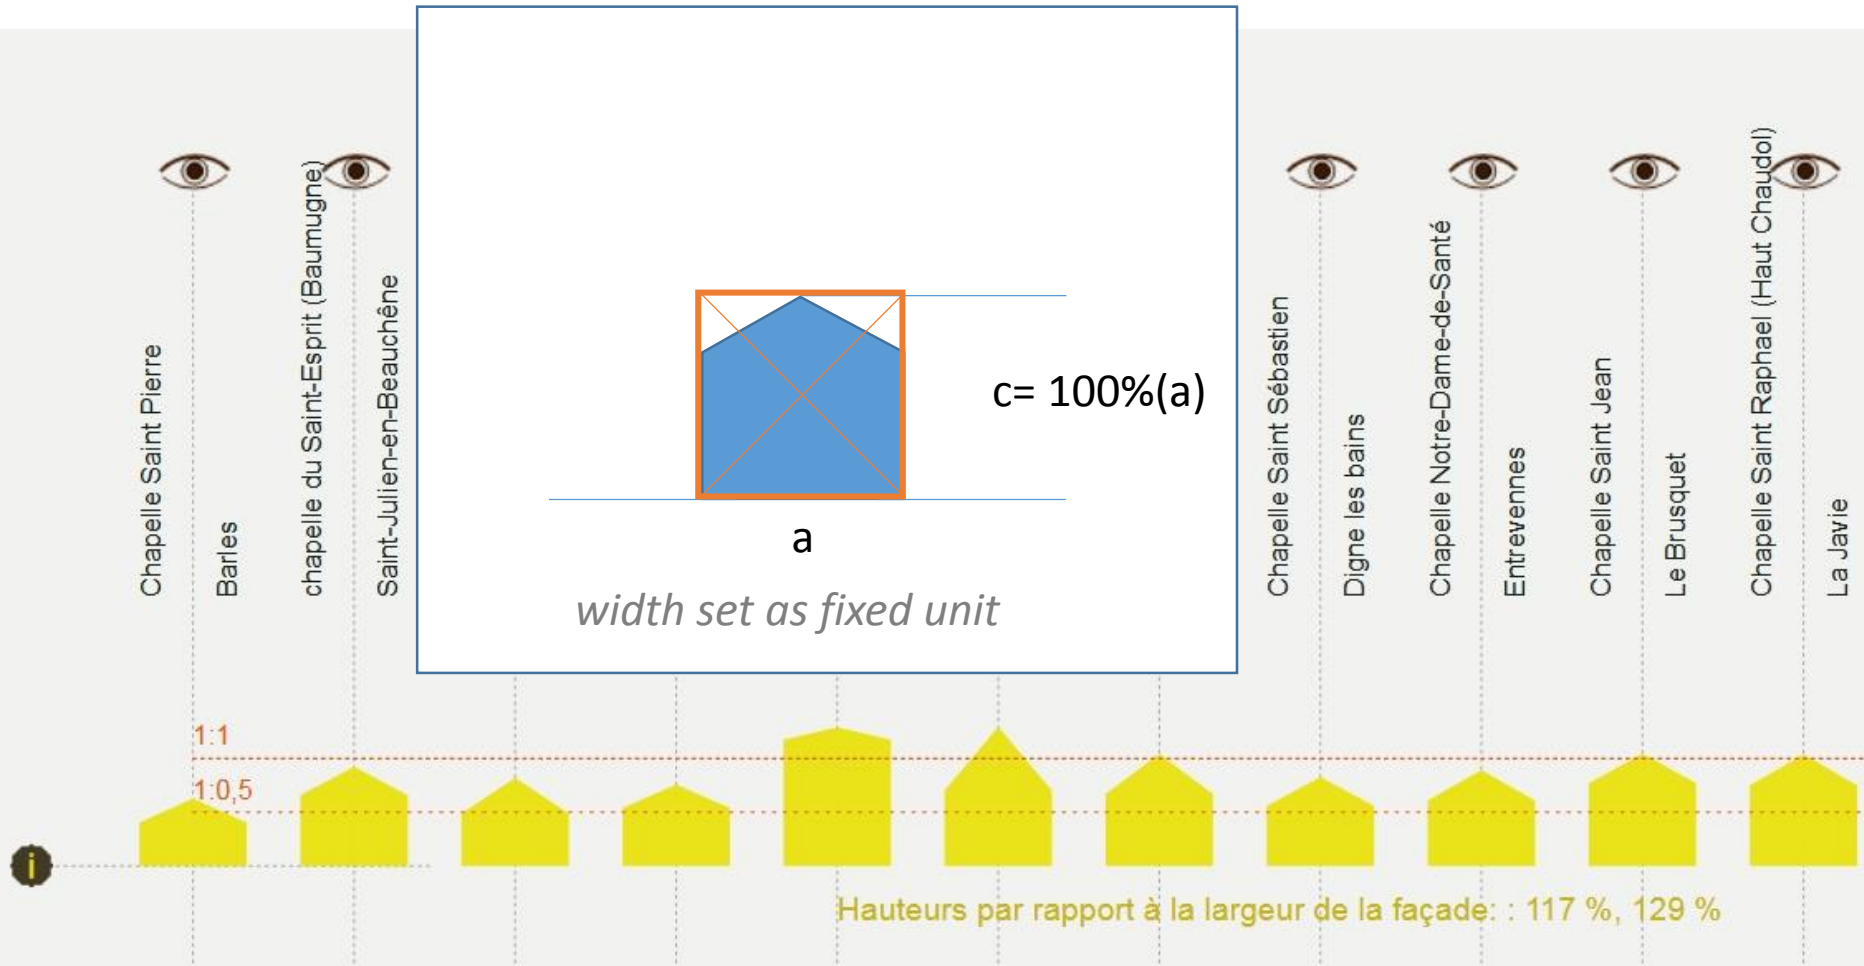 Chapelle Saint Pierre
Barles
chapelle du Saint-Esprit (Baumugne)
Saint-Julien-en-Beauchêne
c= 100%(a)
a
width set as fixed unit
Chapelle Saint Sébastien
Digne les bains
Chapelle Notre-Dame-de-Santé
Entrevennes
Chapelle Saint Jean
Le Brusquet
Chapelle Saint Raphael (Haut Chaudol)
La Javie
1:1
1:0,5
i
Hauteurs par rapport à la largeur de la façade: : 117 %, 129 %